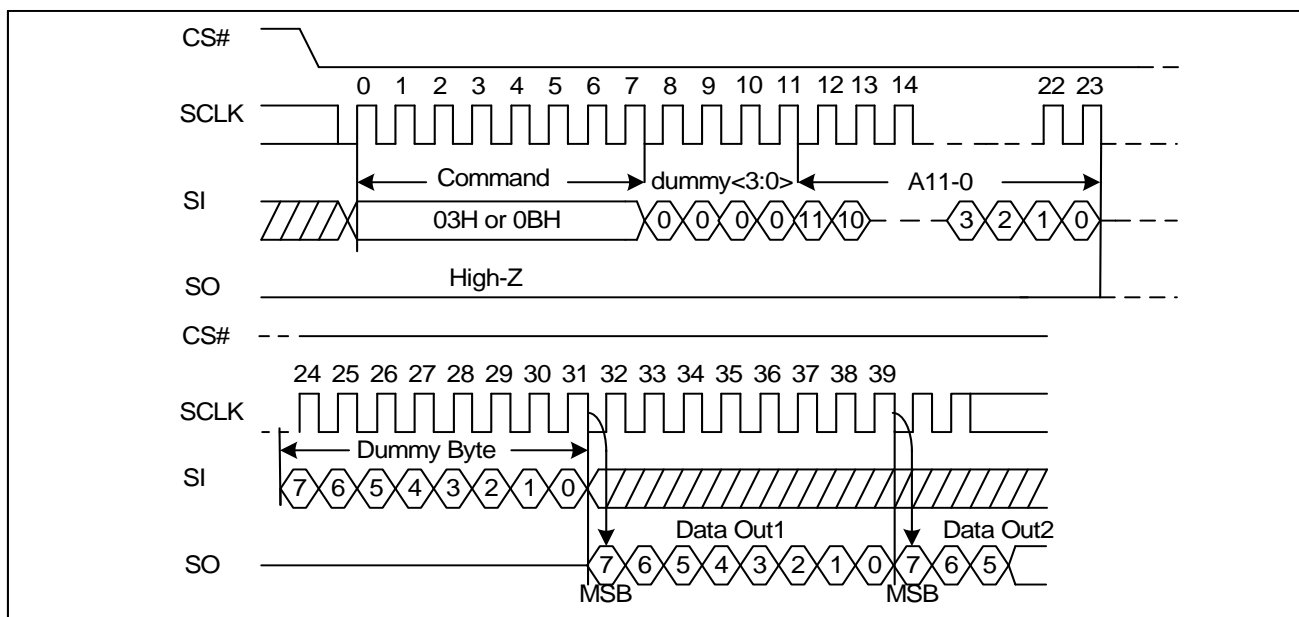 CS#
0 1 2 3 4 5 6 7 8 9 10 11 12 13 14 22 23
SCLK
Command dummy<3:0> A11-0
SI 03H or 0BH 0 0 0 0 11 10 3 2 1 0
SO High-Z
CS#
24 25 26 27 28 29 30 31 32 33 34 35 36 37 38 39
SCLK
Dummy Byte
SI 7 6 5 4 3 2 1 0
Data Out1 Data Out2
SO 7 6 5 4 3 2 1 0 7 6 5
MSB MSB